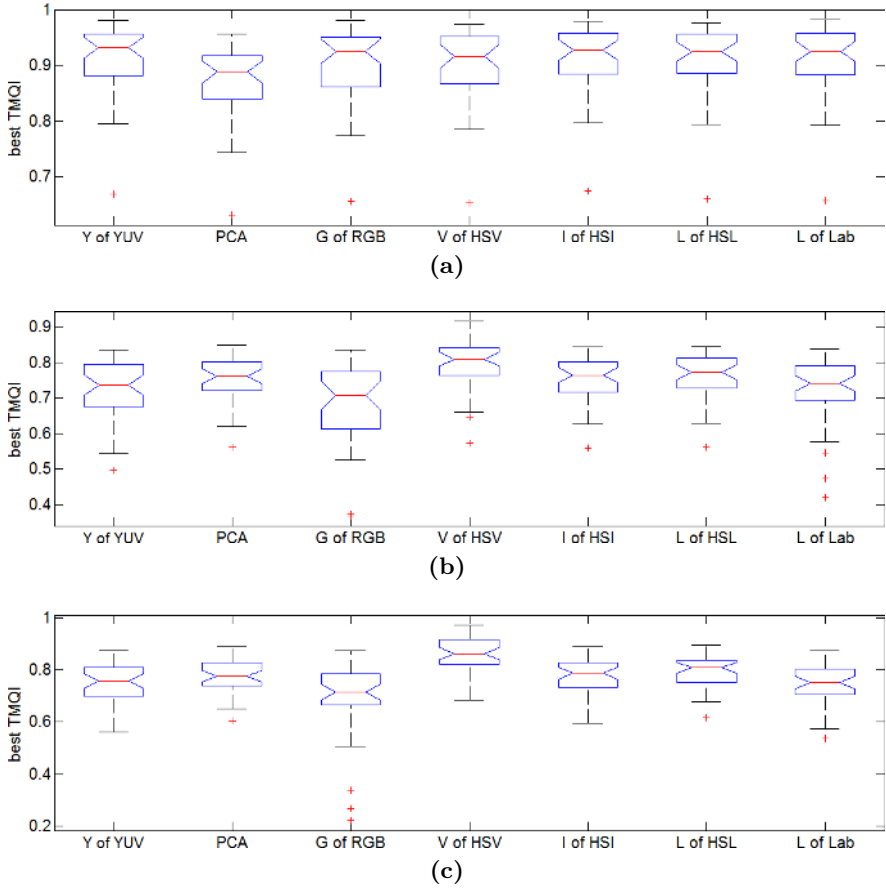 1
0.9
0.8
0.7
best TMQI
Y of YUV PCA G of RGB V of HSV I of HSI L of HSL L of Lab
(a)
0.9
0.8
0.7
0.6
0.5
0.4
best TMQI
Y of YUV PCA G of RGB V of HSV I of HSI L of HSL L of Lab
(b)
1
0.8
0.6
0.4
0.2
best TMQI
Y of YUV PCA G of RGB V of HSV I of HSI L of HSL L of Lab
(c)